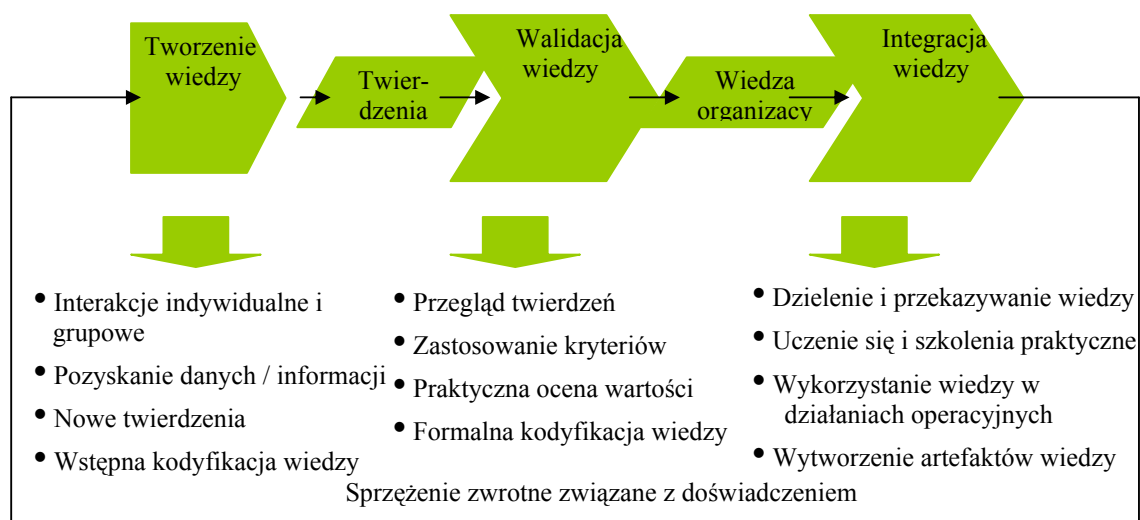 Tworzenie
wiedzy
Twier-
dzenia
Walidacja
wiedzy
Wiedza
organizacy
Integracja
wiedzy
• Interakcje indywidualne i
grupowe
• Pozyskanie danych / informacji
• Nowe twierdzenia
• Wstępna kodyfikacja wiedzy
• Przegląd twierdzeń
• Zastosowanie kryteriów
• Praktyczna ocena wartości
• Formalna kodyfikacja wiedzy
• Dzielenie i przekazywanie wiedzy
• Uczenie się i szkolenia praktyczne
• Wykorzystanie wiedzy w
działaniach operacyjnych
• Wytworzenie artefaktów wiedzy
Sprzężenie zwrotne związane z doświadczeniem